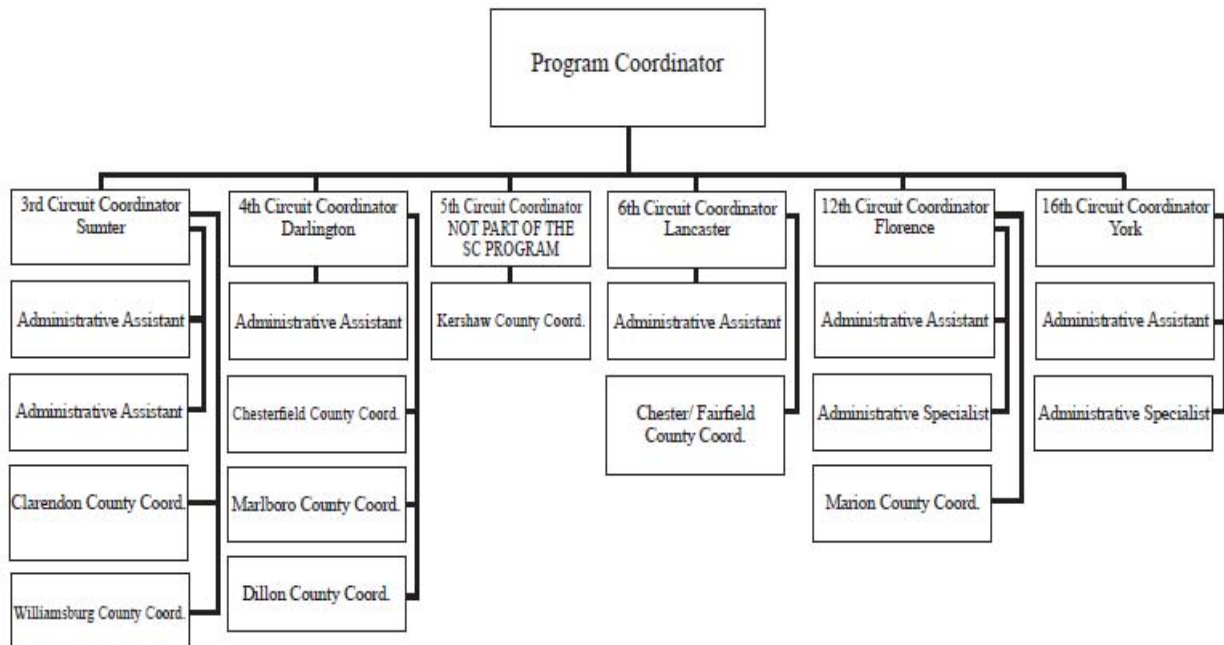 Program Coordinator
3rd Circuit Coordinator
Sumter
Administrative Assistant
Administrative Assistant
Clarendon County Coord.
Williamsburg County Coord.
4th Circuit Coordinator
Darlington
Administrative Assistant
Chesterfield County Coord.
Marlboro County Coord.
Dillon County Coord.
5th Circuit Coordinator
NOT PART OF THE
SC PROGRAM
Kershaw County Coord.
6th Circuit Coordinator
Lancaster
Administrative Assistant
Chester/ Fairfield
County Coord.
12th Circuit Coordinator
Florence
Administrative Assistant
Administrative Specialist
Marion County Coord.
16th Circuit Coordinator
York
Administrative Assistant
Administrative Specialist